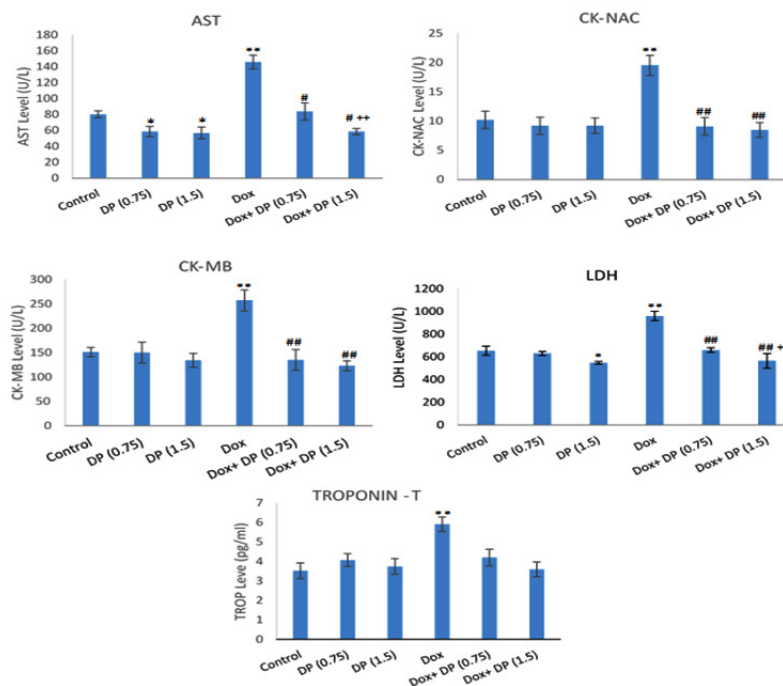 AST
AST Level (U/L)
180
160
140
120
100
80
60
40
20
0
**
*
*
#
# ++
Control
DP (0.75)
DP (1.5)
Dox
Dox+ DP (0.75)
Dox+ DP (1.5)
CK-NAC
CK-NAC Level (U/L)
25
20
15
10
5
0
**
##
##
Control
DP (0.75)
DP (1.5)
Dox
Dox+ DP (0.75)
Dox+ DP (1.5)
CK-MB
CK-MB Level (U/L)
300
250
200
150
100
50
0
**
##
##
Control
DP (0.75)
DP (1.5)
Dox
Dox+ DP (0.75)
Dox+ DP (1.5)
LDH
LDH Level (U/L)
1200
1000
800
600
400
200
0
*
**
##
## +
Control
DP (0.75)
DP (1.5)
Dox
Dox+ DP (0.75)
Dox+ DP (1.5)
TROPONIN - T
TROP Leve (pg/ml)
7
6
5
4
3
2
1
0
**
Control
DP (0.75)
DP (1.5)
Dox
Dox+ DP (0.75)
Dox+ DP (1.5)